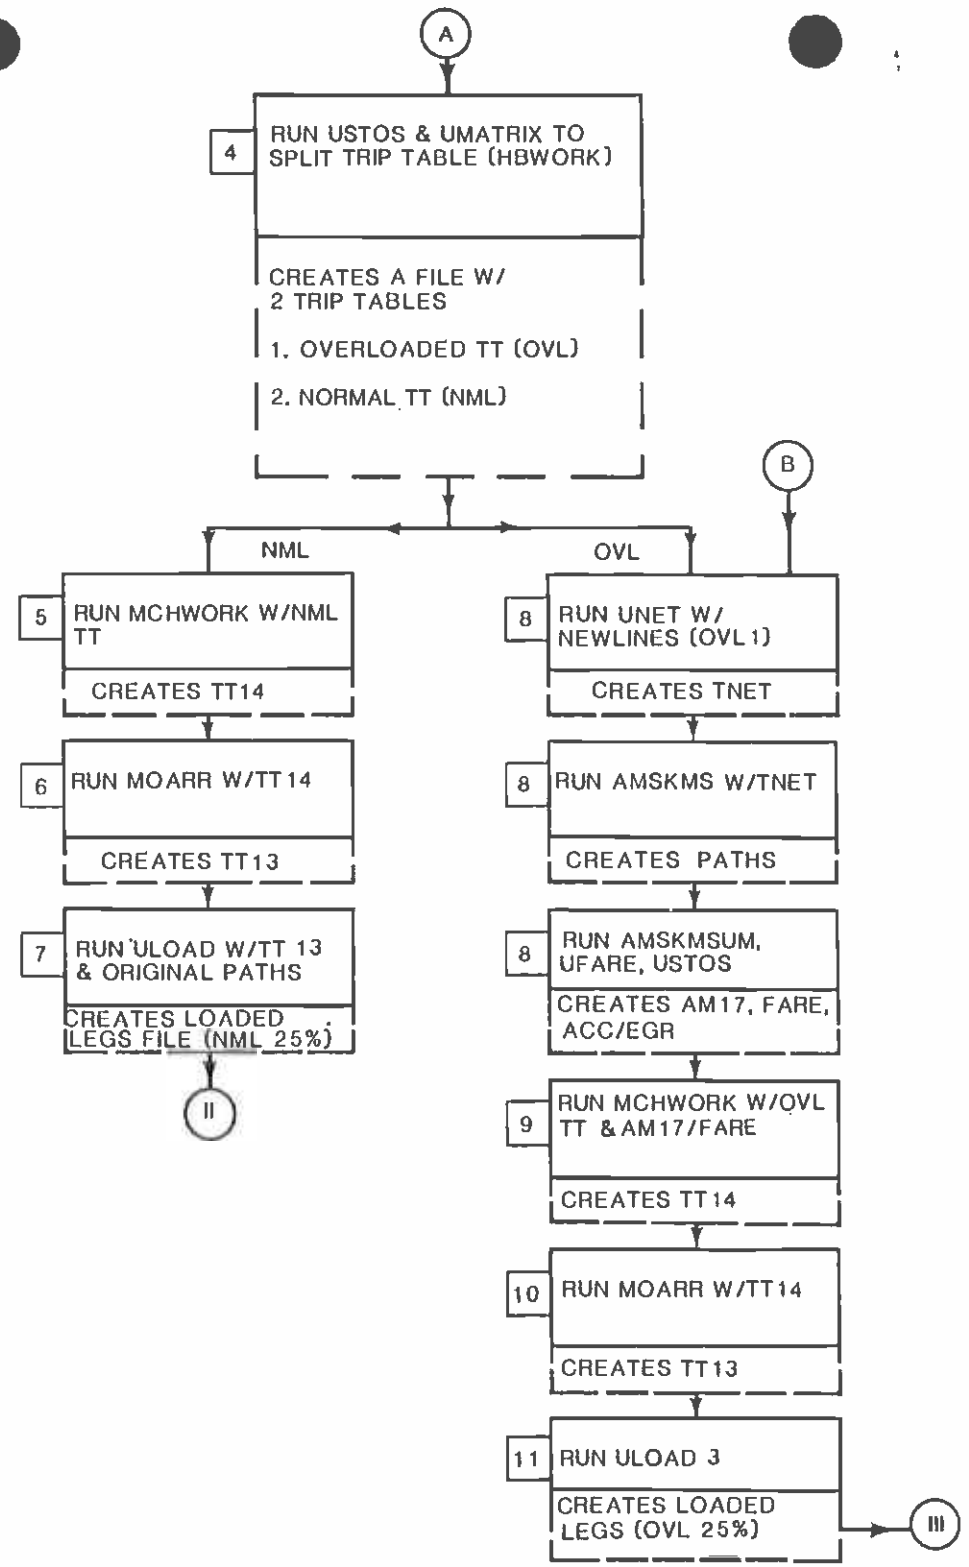 A
4
RUN USTOS & UMATRIX TO
SPLIT TRIP TABLE (HBWORK)
CREATES A FILE W/
2 TRIP TABLES
1. OVERLOADED TT (OVL)
2. NORMAL TT (NML)
B
NML
OVL
5
RUN MCHWORK W/NML
TT
CREATES TT14
6
RUN MOARR W/TT14
CREATES TT13
7
RUN ULOAD W/TT 13
& ORIGINAL PATHS
CREATES LOADED
LEGS FILE (NML 25%)
II
8
RUN UNET W/
NEWLINES (OVL1)
CREATES TNET
8
RUN AMSKMS W/TNET
CREATES PATHS
8
RUN AMSKMSUM,
UFARE, USTOS
CREATES AM17, FARE,
ACC/EGR
9
RUN MCHWORK W/OVL
TT & AM17/FARE
CREATES TT14
10
RUN MOARR W/TT14
CREATES TT13
11
RUN ULOAD 3
CREATES LOADED
LEGS (OVL 25%)
III